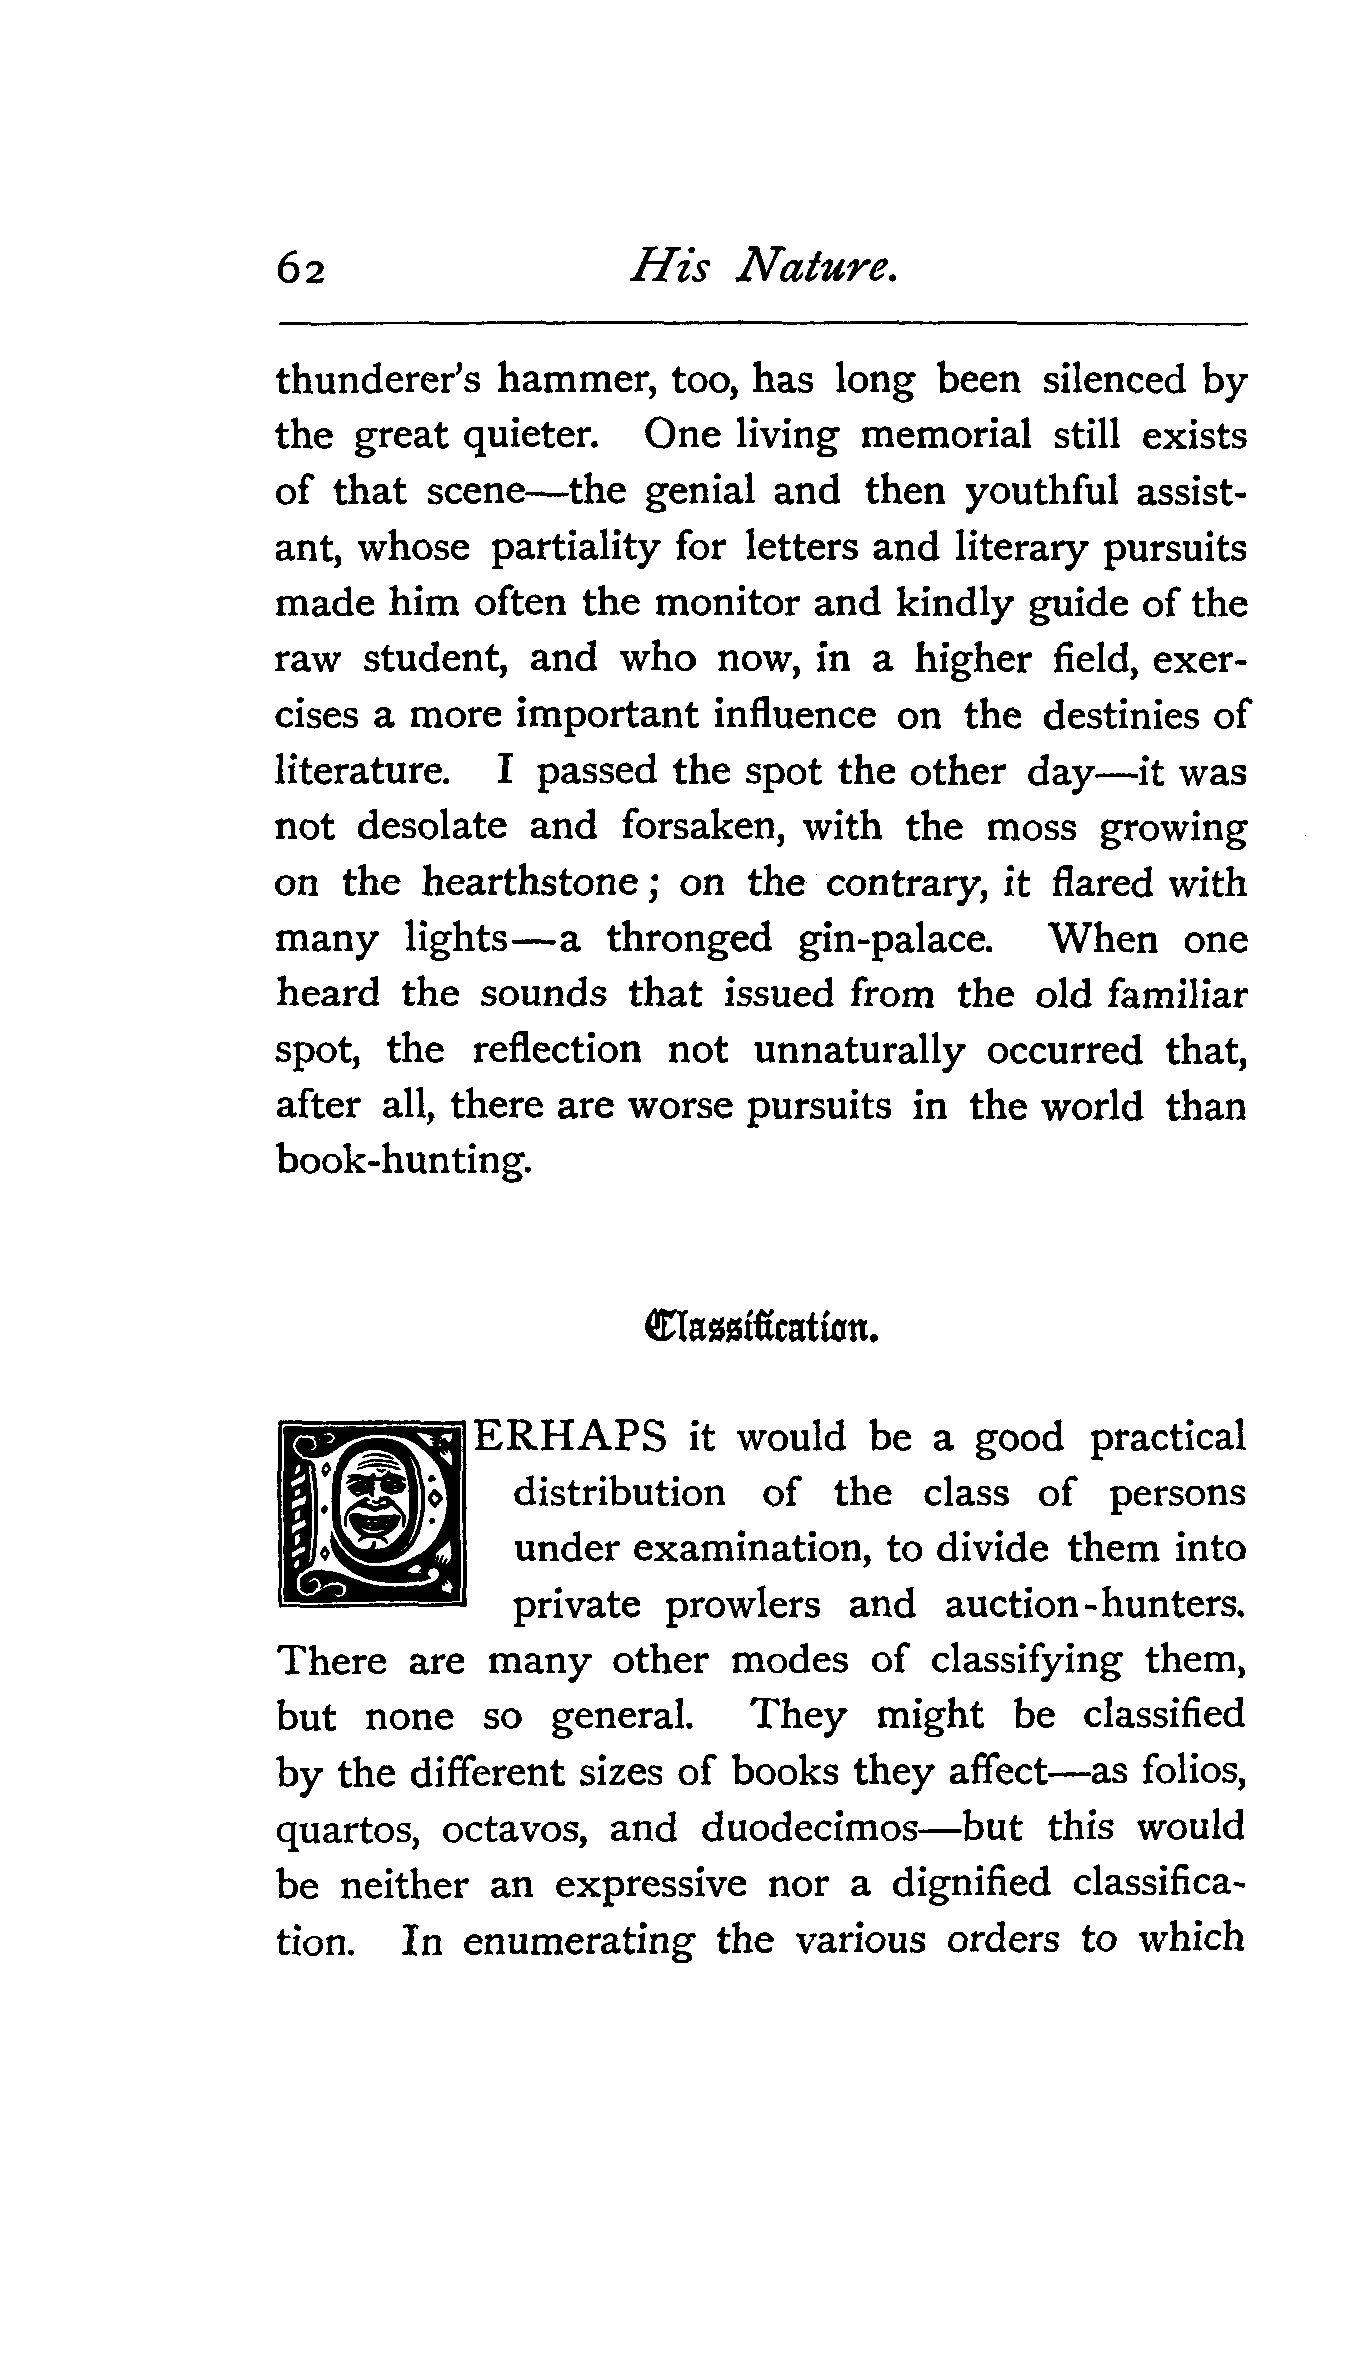 62 His Nature.
thunderer's hammer, too, has long been silenced by
the great quieter. One living memorial still exists
of that scene—the genial and then youthful assist-
ant, whose partiality for letters and literary pursuits
made him often the monitor and kindly guide of the
raw student, and who now, in a higher field, exer-
cises a more important influence on the destinies of
literature. I passed the spot the other day—it was
not desolate and forsaken, with the moss growing
on the hearthstone; on the contrary, it flared with
many lights—a thronged gin-palace. When one
heard the sounds that issued from the old familiar
spot, the reflection not unnaturally occurred that,
after all, there are worse pursuits in the world than
book-hunting.
Classification.
PERHAPS it would be a good practical
distribution of the class of persons
under examination, to divide them into
private prowlers and auction-hunters.
There are many other modes of classifying them,
but none so general. They might be classified
by the different sizes of books they affect—as folios,
quartos, octavos, and duodecimos—but this would
be neither an expressive nor a dignified classifica-
tion. In enumerating the various orders to which